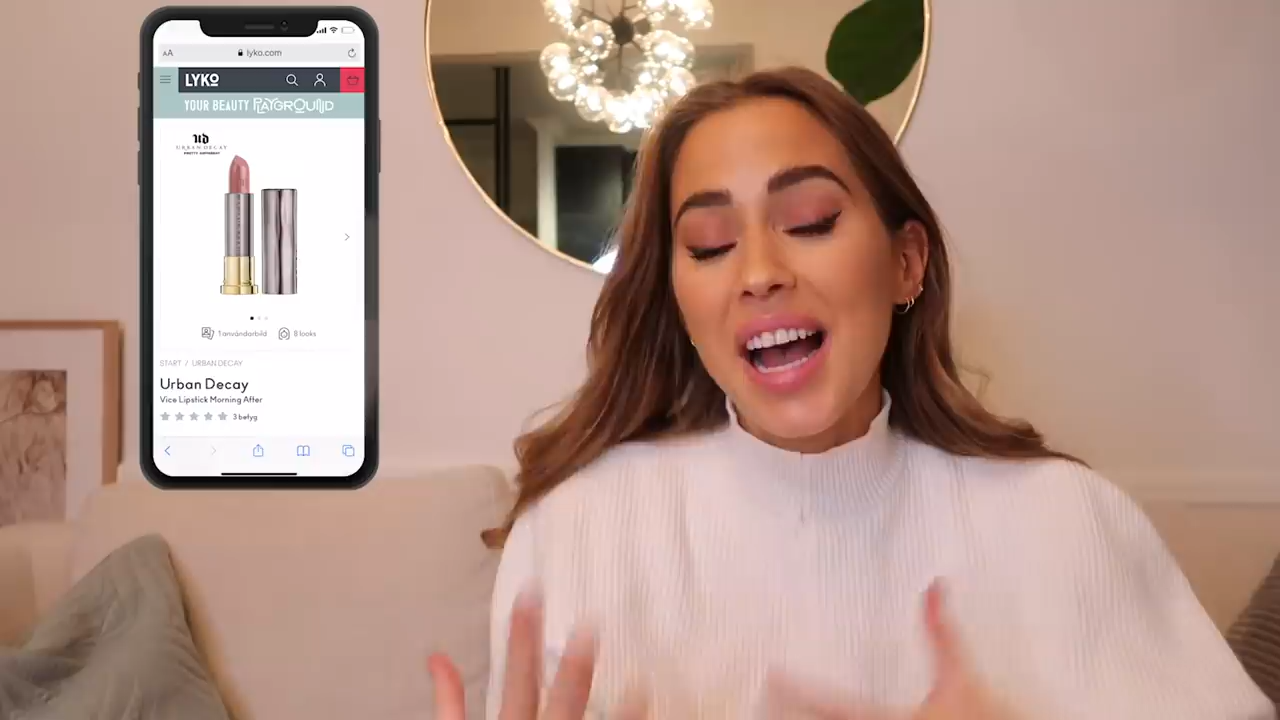 AA lyko.com
LYKO
YOUR BEAUTY PLAYGROUND
UD
URBAN DECAY
1 användarbild 8 looks
START / URBAN DECAY
Urban Decay
Vice Lipstick Morning After
3 betyg